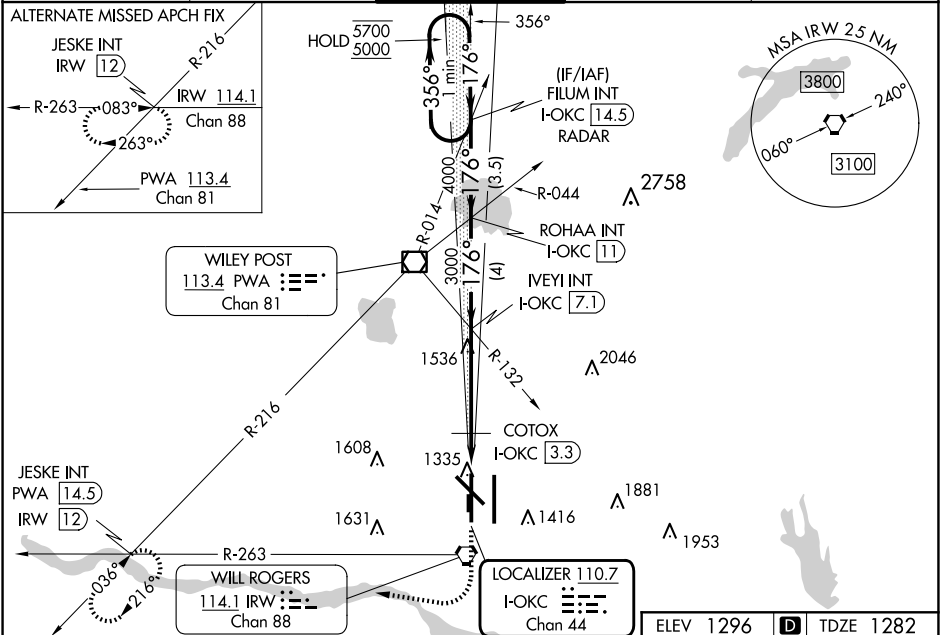 ALTERNATE MISSED APCH FIX
JESKE INT
IRW 12
R-216
R-263
083°
263°
IRW 114.1
Chan 88
PWA 113.4
Chan 81
HOLD 5700
5000
356°
1 min
176°
356°
(IF/IAF)
FILUM INT
I-OKC 14.5
RADAR
MSA IRW 25 NM
3800
240°
060°
3100
4000
176°
(3.5)
R-014
R-044
2758
ROHAA INT
I-OKC 11
WILEY POST
113.4 PWA
Chan 81
3000
176°
(4)
IVEYI INT
I-OKC 7.1
1536
R-132
2046
R-216
COTOX
I-OKC 3.3
1608
1335
JESKE INT
PWA 14.5
IRW 12
1631
1416
1881
1953
R-263
036°
216°
WILL ROGERS
114.1 IRW
Chan 88
LOCALIZER 110.7
I-OKC
Chan 44
ELEV 1296 D TDZE 1282